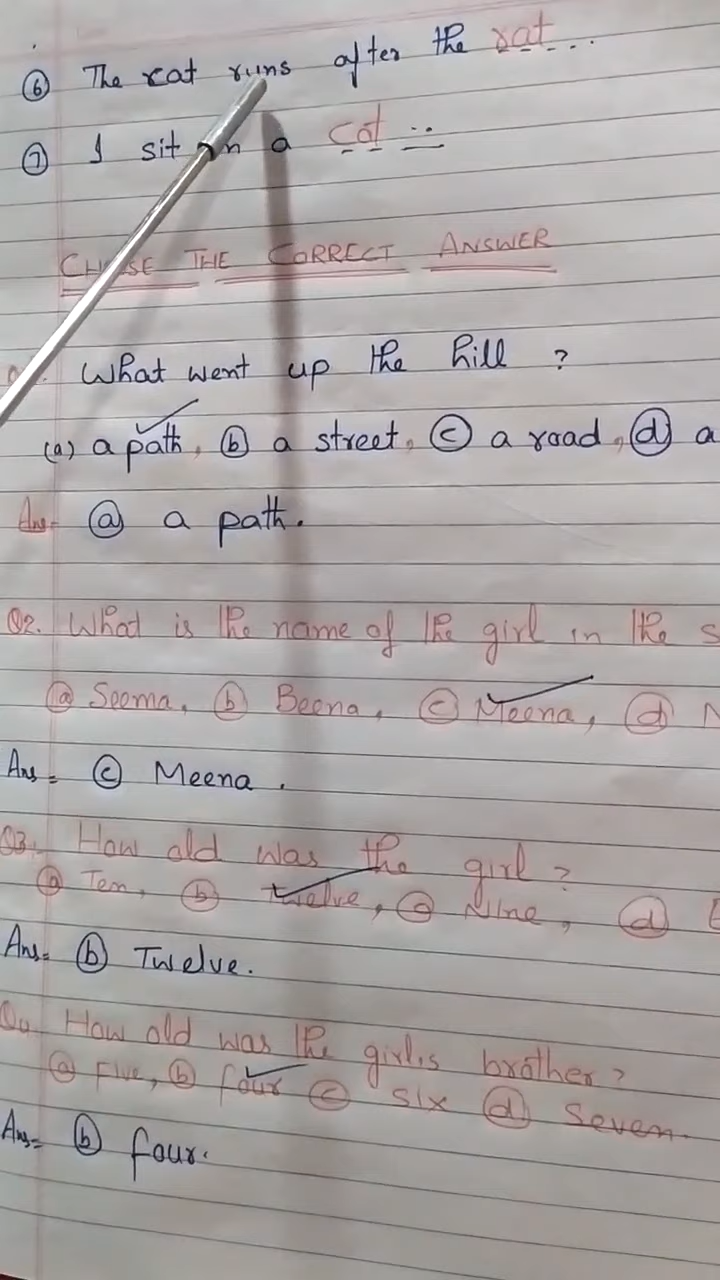 ⑥ The cat runs after the rat...
⑦ I sit in a cot..
CHOOSE THE CORRECT ANSWER
What went up the hill ?
(a) a path, ⓑ a street, ⓒ a road, ⓓ a
Ans- ⓐ a path.
Q2. What is the name of the girl in the s
ⓐ Seema, ⓑ Beena, ⓒ Meena, ⓓ N
Ans= ⓒ Meena.
Q3. How old was the girl?
ⓐ Ten, ⓑ Twelve, ⓒ Nine, ⓓ
Ans= ⓑ Twelve.
Q4. How old was the girl's brother?
ⓐ Five, ⓑ four ⓒ six ⓓ seven.
Ans= ⓑ four.